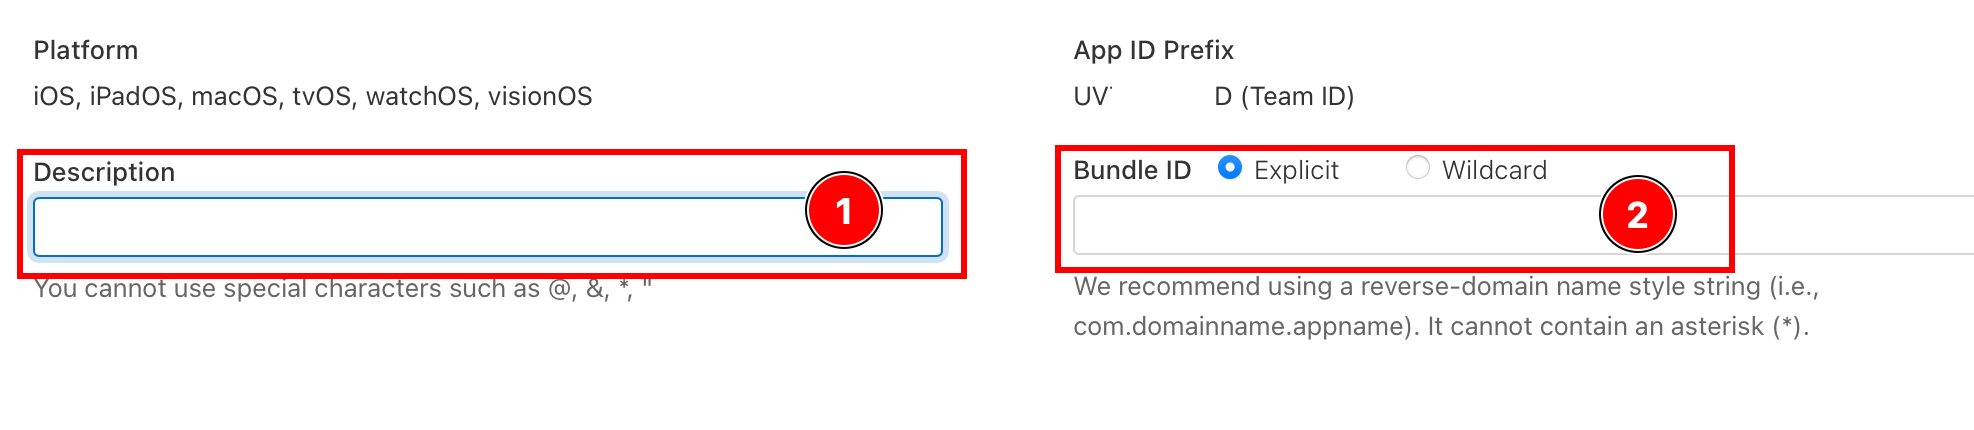 Platform
iOS, iPadOS, macOS, tvOS, watchOS, visionOS
Description
1
You cannot use special characters such as @, &, *, "
App ID Prefix
UV D (Team ID)
Bundle ID Explicit Wildcard
2
We recommend using a reverse-domain name style string (i.e.,
com.domainname.appname). It cannot contain an asterisk (*).